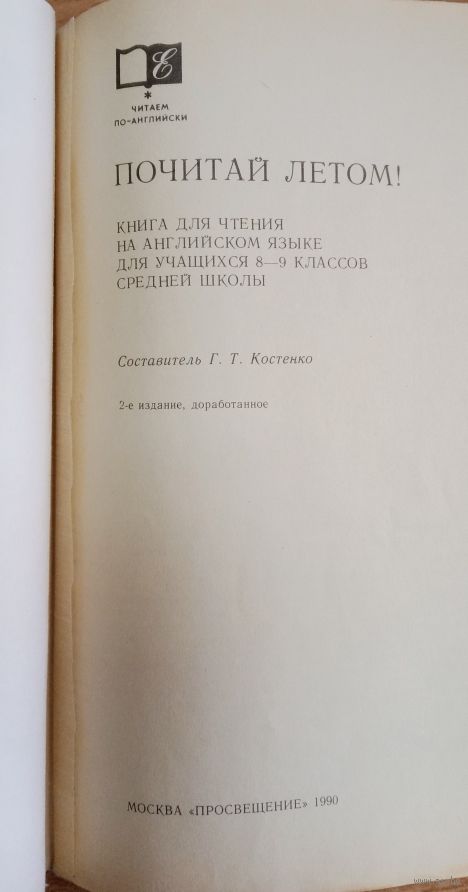 Е
*
ЧИТАЕМ
ПО-АНГЛИЙСКИ
ПОЧИТАЙ ЛЕТОМ!
КНИГА ДЛЯ ЧТЕНИЯ
НА АНГЛИЙСКОМ ЯЗЫКЕ
ДЛЯ УЧАЩИХСЯ 8—9 КЛАССОВ
СРЕДНЕЙ ШКОЛЫ
Составитель Г. Т. Костенко
2-е издание, доработанное
МОСКВА «ПРОСВЕЩЕНИЕ» 1990